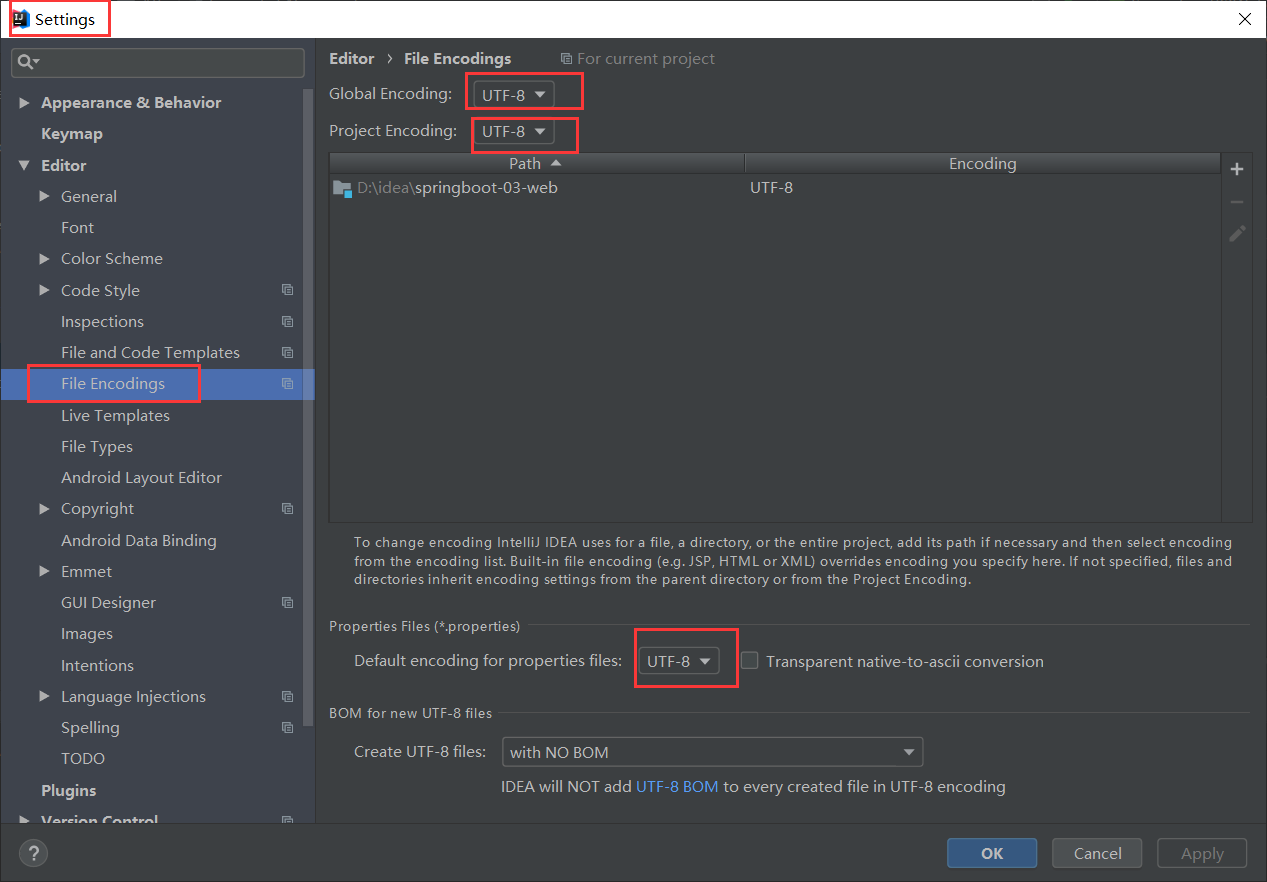 Settings
Appearance & Behavior
Keymap
Editor
General
Font
Color Scheme
Code Style
Inspections
File and Code Templates
File Encodings
Live Templates
File Types
Android Layout Editor
Copyright
Android Data Binding
Emmet
GUI Designer
Images
Intentions
Language Injections
Spelling
TODO
Plugins
Version Control
Editor › File Encodings For current project
Global Encoding: UTF-8
Project Encoding: UTF-8
Path Encoding
D:\idea\springboot-03-web UTF-8
To change encoding IntelliJ IDEA uses for a file, a directory, or the entire project, add its path if necessary and then select encoding
from the encoding list. Built-in file encoding (e.g. JSP, HTML or XML) overrides encoding you specify here. If not specified, files and
directories inherit encoding settings from the parent directory or from the Project Encoding.
Properties Files (*.properties)
Default encoding for properties files: UTF-8 Transparent native-to-ascii conversion
BOM for new UTF-8 files
Create UTF-8 files: with NO BOM
IDEA will NOT add UTF-8 BOM to every created file in UTF-8 encoding
? OK Cancel Apply